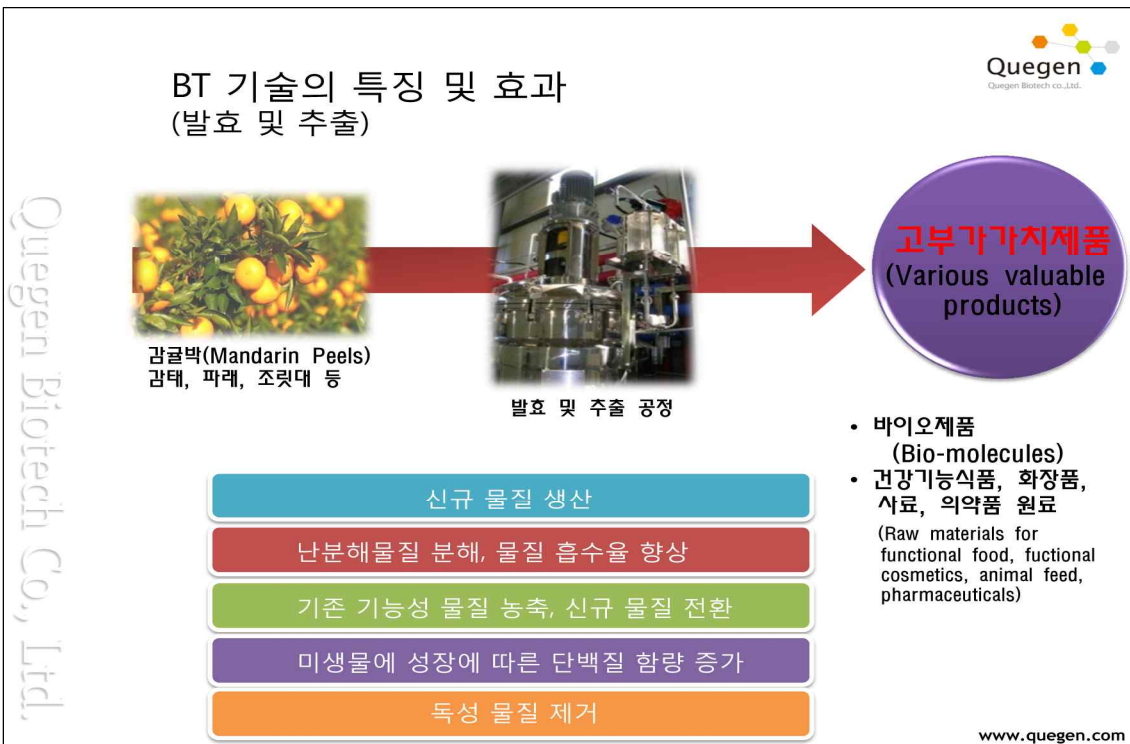 Quegen
Quegen Biotech co.,Ltd.
BT 기술의 특징 및 효과
(발효 및 추출)
Quegen Biotech Co., Ltd.
감귤박(Mandarin Peels)
감태, 파래, 조릿대 등
발효 및 추출 공정
고부가가치제품
(Various valuable
products)
• 바이오제품
(Bio-molecules)
• 건강기능식품, 화장품,
사료, 의약품 원료
(Raw materials for
functional food, fuctional
cosmetics, animal feed,
pharmaceuticals)
신규 물질 생산
난분해물질 분해, 물질 흡수율 향상
기존 기능성 물질 농축, 신규 물질 전환
미생물에 성장에 따른 단백질 함량 증가
독성 물질 제거
www.quegen.com